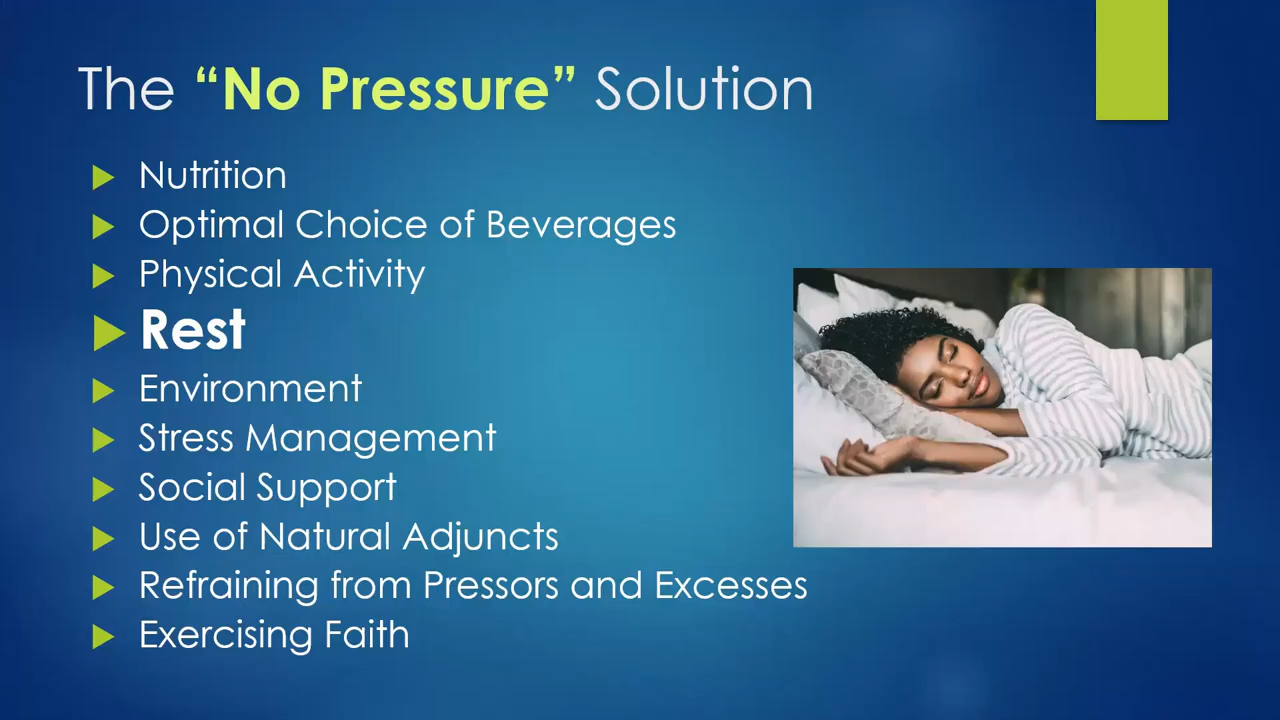 The “No Pressure” Solution
Nutrition
Optimal Choice of Beverages
Physical Activity
Rest
Environment
Stress Management
Social Support
Use of Natural Adjuncts
Refraining from Pressors and Excesses
Exercising Faith